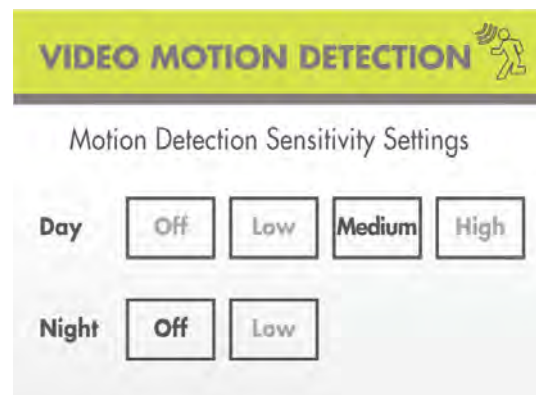 VIDEO MOTION DETECTION
Motion Detection Sensitivity Settings
Day Off Low Medium High
Night Off Low